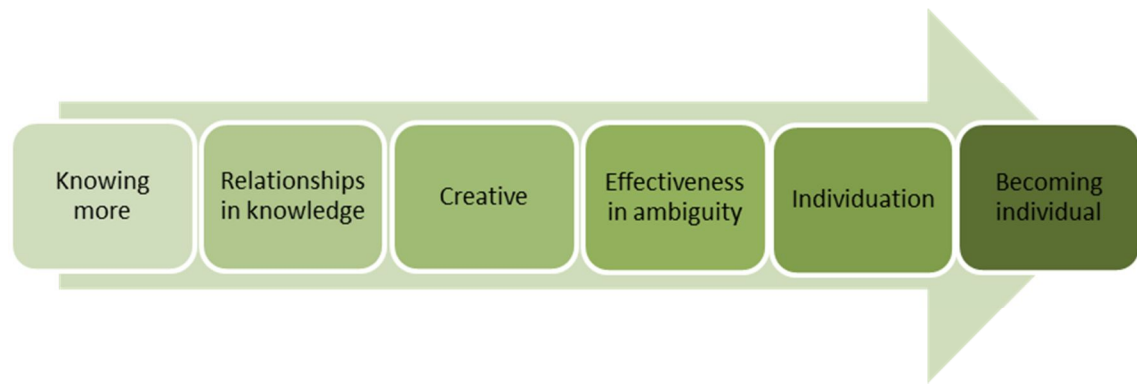 Knowing
more
Relationships
in knowledge
Creative
Effectiveness
in ambiguity
Individuation
Becoming
individual